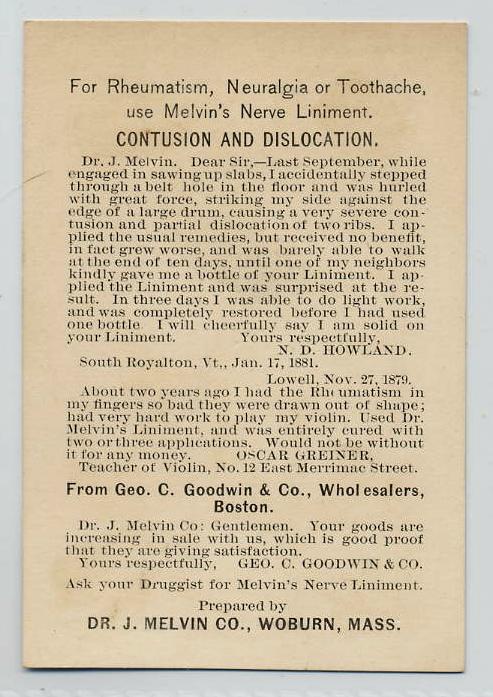 For Rheumatism, Neuralgia or Toothache,
use Melvin's Nerve Liniment.
CONTUSION AND DISLOCATION.
Dr. J. Melvin. Dear Sir,—Last September, while
engaged in sawing up slabs, I accidentally stepped
through a belt hole in the floor and was hurled
with great force, striking my side against the
edge of a large drum, causing a very severe con-
tusion and partial dislocation of two ribs. I ap-
plied the usual remedies, but received no benefit,
in fact grew worse, and was barely able to walk
at the end of ten days, until one of my neighbors
kindly gave me a bottle of your Liniment. I ap-
plied the Liniment and was surprised at the re-
sult. In three days I was able to do light work,
and was completely restored before I had used
one bottle. I will cheerfully say I am solid on
your Liniment. Yours respectfully,
N. D. HOWLAND.
South Royalton, Vt., Jan. 17, 1881.
Lowell, Nov. 27, 1879.
About two years ago I had the Rheumatism in
my fingers so bad they were drawn out of shape;
had very hard work to play my violin. Used Dr.
Melvin's Liniment, and was entirely cured with
two or three applications. Would not be without
it for any money. OSCAR GREINER,
Teacher of Violin, No. 12 East Merrimac Street.
From Geo. C. Goodwin & Co., Wholesalers,
Boston.
Dr. J. Melvin Co: Gentlemen. Your goods are
increasing in sale with us, which is good proof
that they are giving satisfaction.
Yours respectfully, GEO. C. GOODWIN & CO.
Ask your Druggist for Melvin's Nerve Liniment.
Prepared by
DR. J. MELVIN CO., WOBURN, MASS.